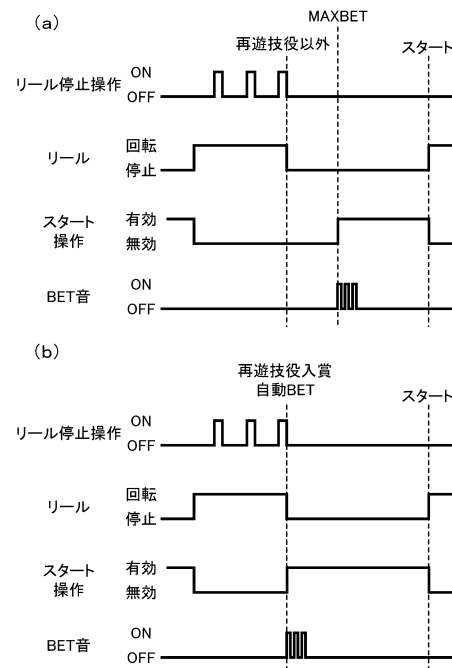 (a)
MAXBET
再遊技役以外
スタート
リール停止操作
ON
OFF
リール
回転
停止
スタート
操作
有効
無効
BET音
ON
OFF
(b)
再遊技役入賞
自動BET
スタート
リール停止操作
ON
OFF
リール
回転
停止
スタート
操作
有効
無効
BET音
ON
OFF